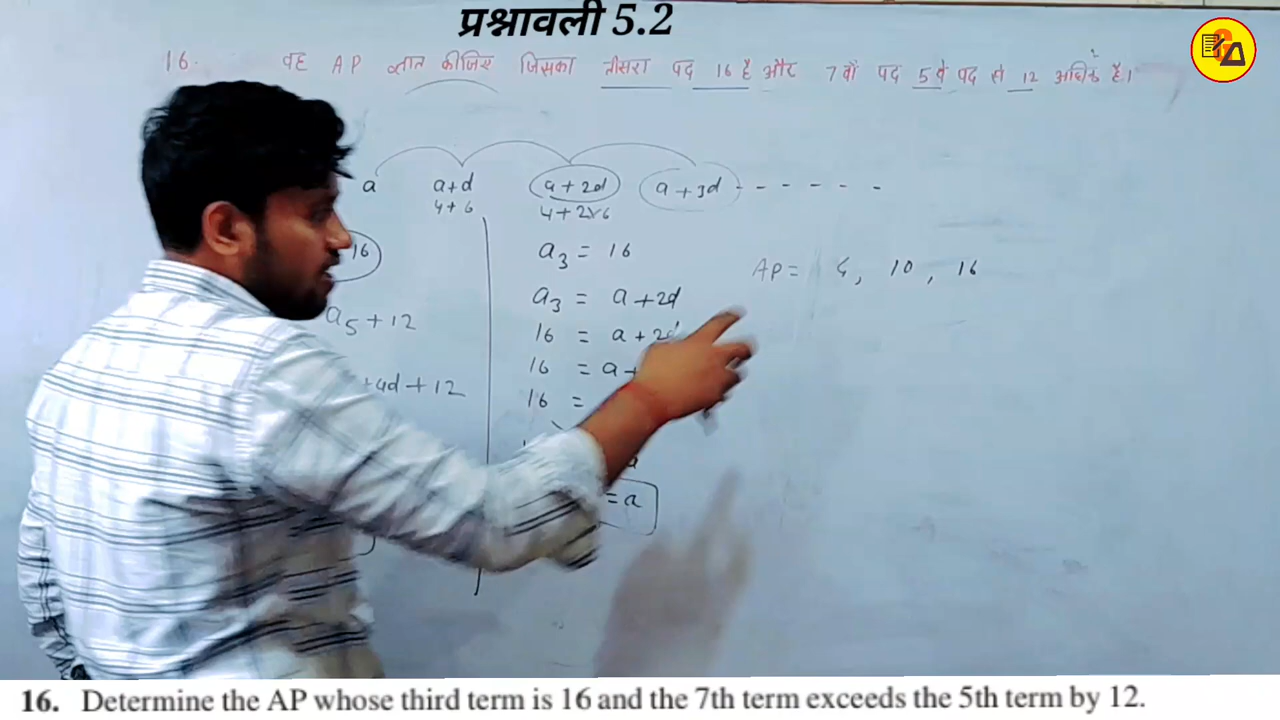 प्रश्नावली 5.2
16. वह AP ज्ञात कीजिए जिसका तीसरा पद 16 है और 7 वाँ पद 5 वे पद से 12 अधिक है।
a a+d a+2d a+3d - - - - - -
4+6 4+2×6
16
a₅+12
+4d+12
a₃ = 16
a₃ = a+2d
16 = a+2d
16 = a+
16 =
a
= a
AP = 4, 10, 16
16. Determine the AP whose third term is 16 and the 7th term exceeds the 5th term by 12.